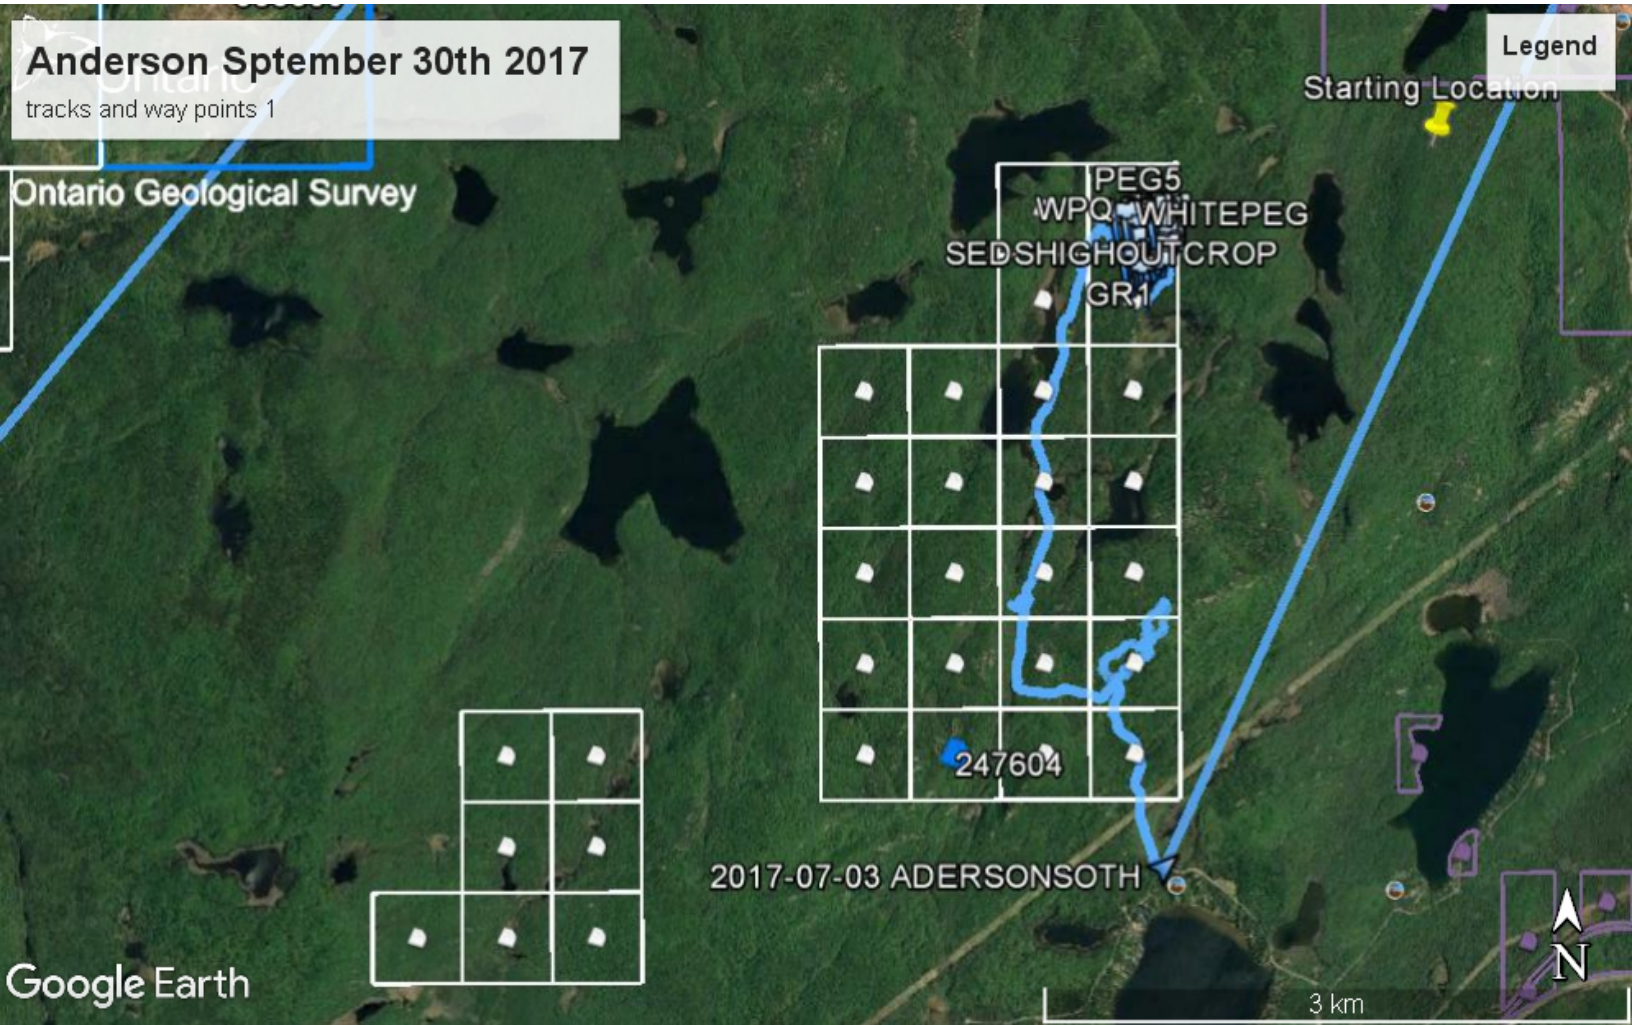 Anderson Sptember 30th 2017
Ontario
tracks and way points 1
Legend
Starting Location
Ontario Geological Survey
PEG5
WPQ
WHITEPEG
SEDSHIGHOUTCROP
GR1
247604
2017-07-03 ADERSONSOTH
Google Earth
N
3 km